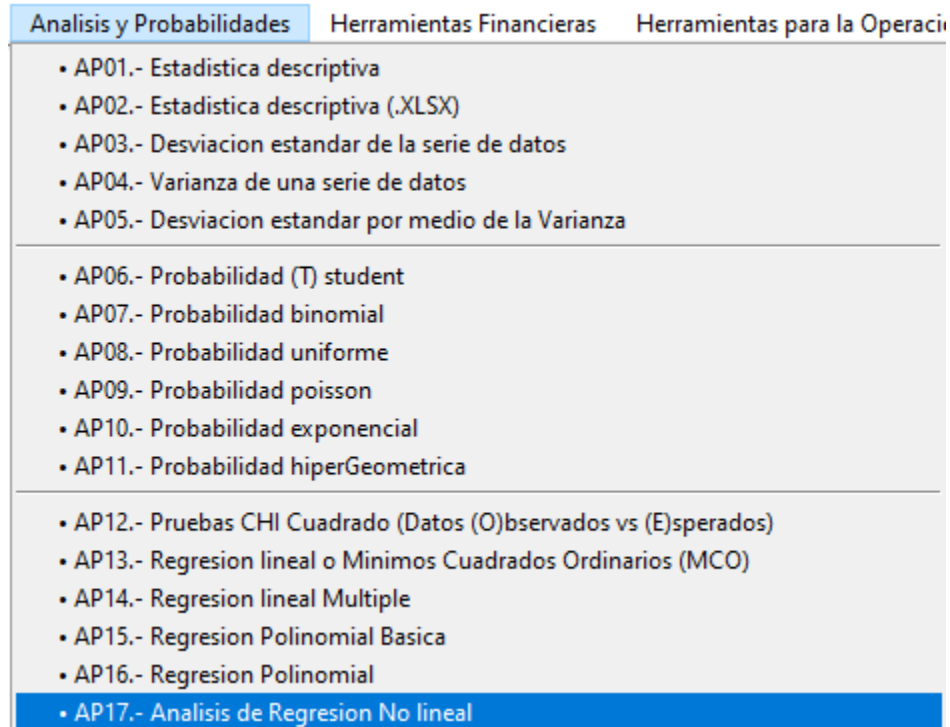 Analisis y Probabilidades Herramientas Financieras Herramientas para la
• AP01.- Estadistica descriptiva
• AP02.- Estadistica descriptiva (.XLSX)
• AP03.- Desviacion estandar de la serie de datos
• AP04.- Varianza de una serie de datos
• AP05.- Desviacion estandar por medio de la Varianza
• AP06.- Probabilidad (T) student
• AP07.- Probabilidad binomial
• AP08.- Probabilidad uniforme
• AP09.- Probabilidad poisson
• AP10.- Probabilidad exponencial
• AP11.- Probabilidad hiperGeometrica
• AP12.- Pruebas CHI Cuadrado (Datos (O)bservados vs (E)sperados)
• AP13.- Regresion lineal o Minimos Cuadrados Ordinarios (MCO)
• AP14.- Regresion lineal Multiple
• AP15.- Regresion Polinomial Basica
• AP16.- Regresion Polinomial
• AP17.- Analisis de Regresion No lineal